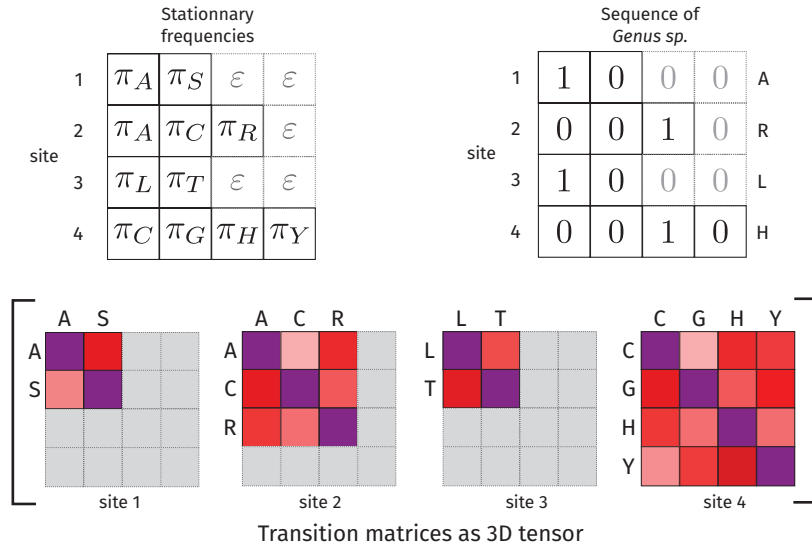 Stationnary
frequencies
1 π_A π_S ε ε
2 π_A π_C π_R ε
site
3 π_L π_T ε ε
4 π_C π_G π_H π_Y
Sequence of
Genus sp.
1 1 0 0 0 A
2 0 0 1 0 R
site
3 1 0 0 0 L
4 0 0 1 0 H
A S
A
S
site 1
A C R
A
C
R
site 2
L T
L
T
site 3
C G H Y
C
G
H
Y
site 4
Transition matrices as 3D tensor